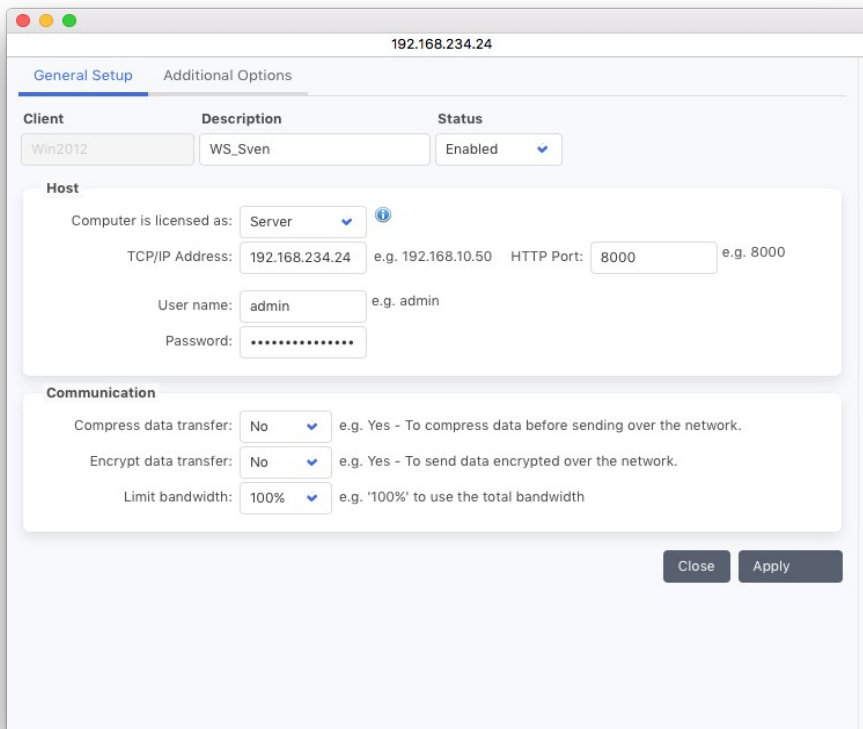 192.168.234.24
General Setup Additional Options
Client Description Status
Win2012 WS_Sven Enabled
Host
Computer is licensed as: Server
TCP/IP Address: 192.168.234.24 e.g. 192.168.10.50 HTTP Port: 8000 e.g. 8000
User name: admin e.g. admin
Password: •••••••••••••••
Communication
Compress data transfer: No e.g. Yes - To compress data before sending over the network.
Encrypt data transfer: No e.g. Yes - To send data encrypted over the network.
Limit bandwidth: 100% e.g. '100%' to use the total bandwidth
Close Apply